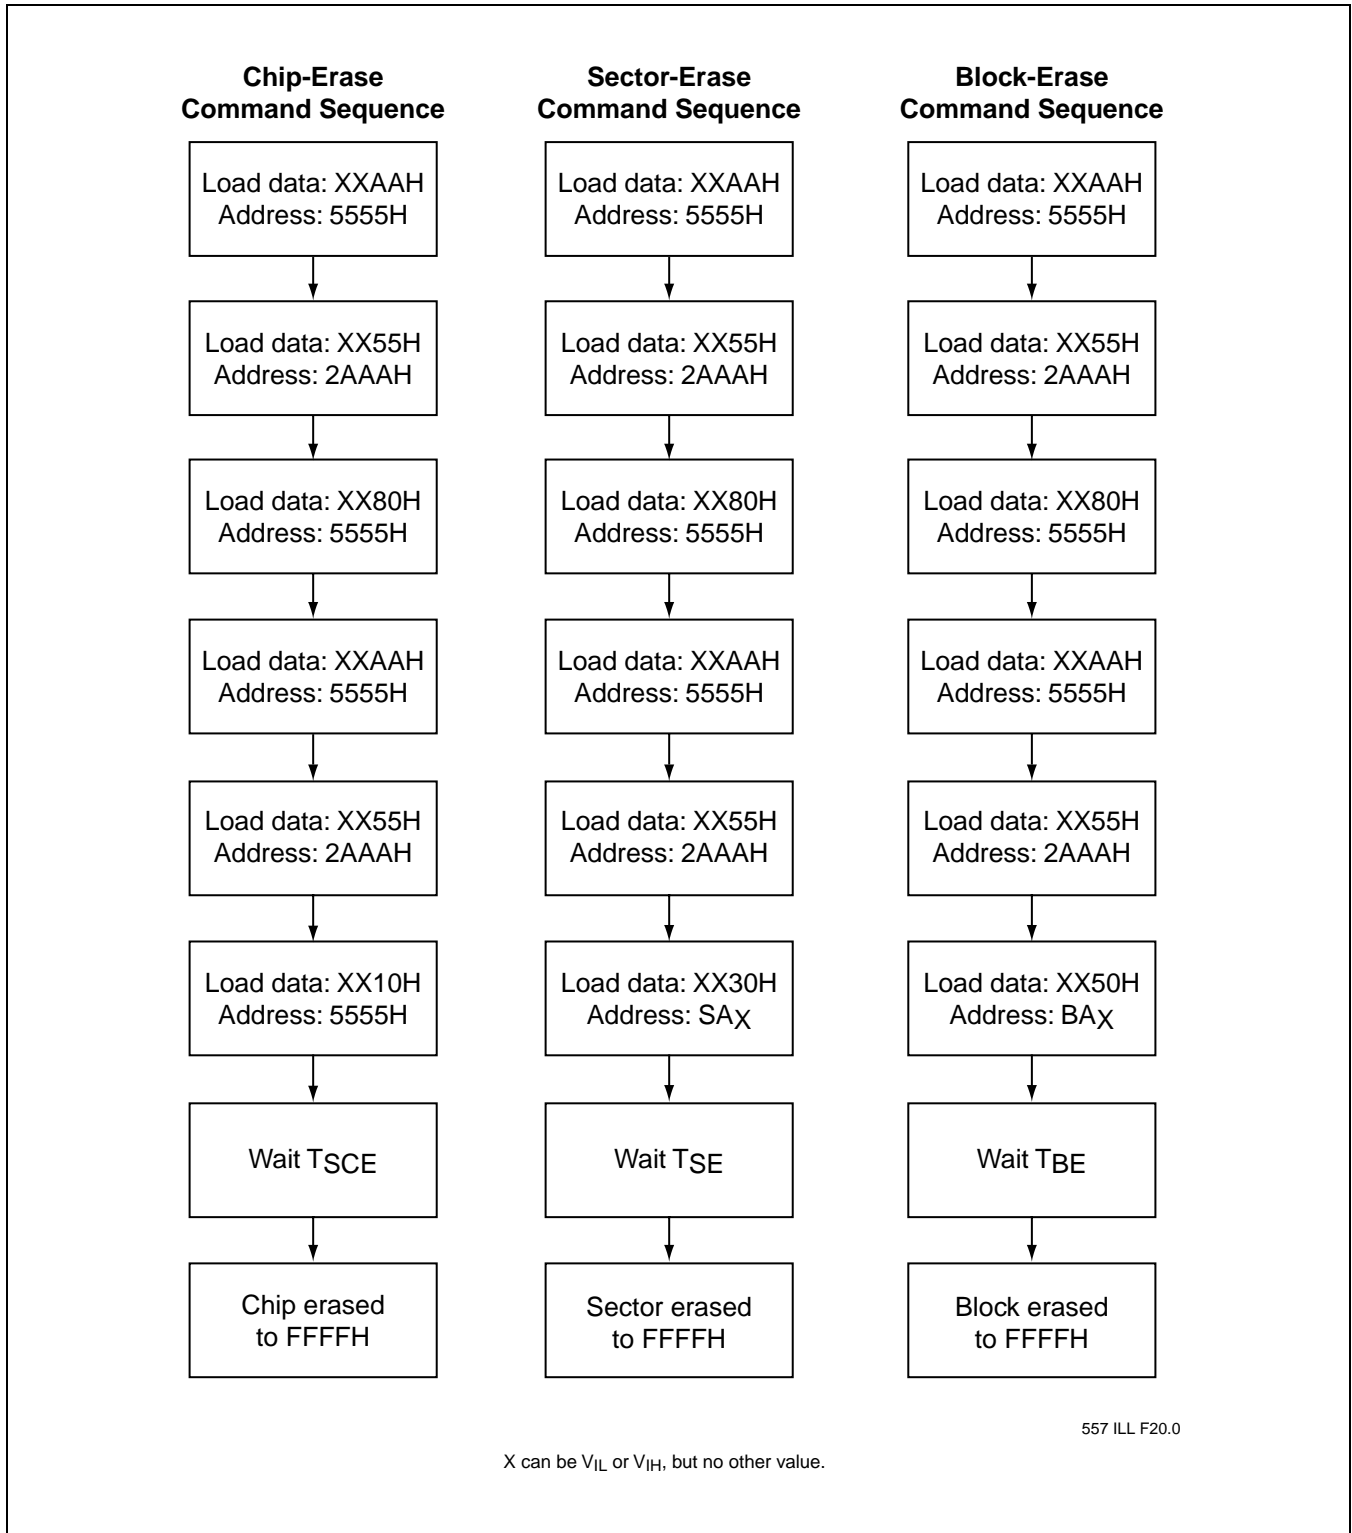 Chip-Erase
Command Sequence
Load data: XXAAH
Address: 5555H
Load data: XX55H
Address: 2AAAH
Load data: XX80H
Address: 5555H
Load data: XXAAH
Address: 5555H
Load data: XX55H
Address: 2AAAH
Load data: XX10H
Address: 5555H
Wait TSCE
Chip erased
to FFFFH
Sector-Erase
Command Sequence
Load data: XXAAH
Address: 5555H
Load data: XX55H
Address: 2AAAH
Load data: XX80H
Address: 5555H
Load data: XXAAH
Address: 5555H
Load data: XX55H
Address: 2AAAH
Load data: XX30H
Address: SAX
Wait TSE
Sector erased
to FFFFH
Block-Erase
Command Sequence
Load data: XXAAH
Address: 5555H
Load data: XX55H
Address: 2AAAH
Load data: XX80H
Address: 5555H
Load data: XXAAH
Address: 5555H
Load data: XX55H
Address: 2AAAH
Load data: XX50H
Address: BAX
Wait TBE
Block erased
to FFFFH
557 ILL F20.0
X can be VIL or VIH, but no other value.